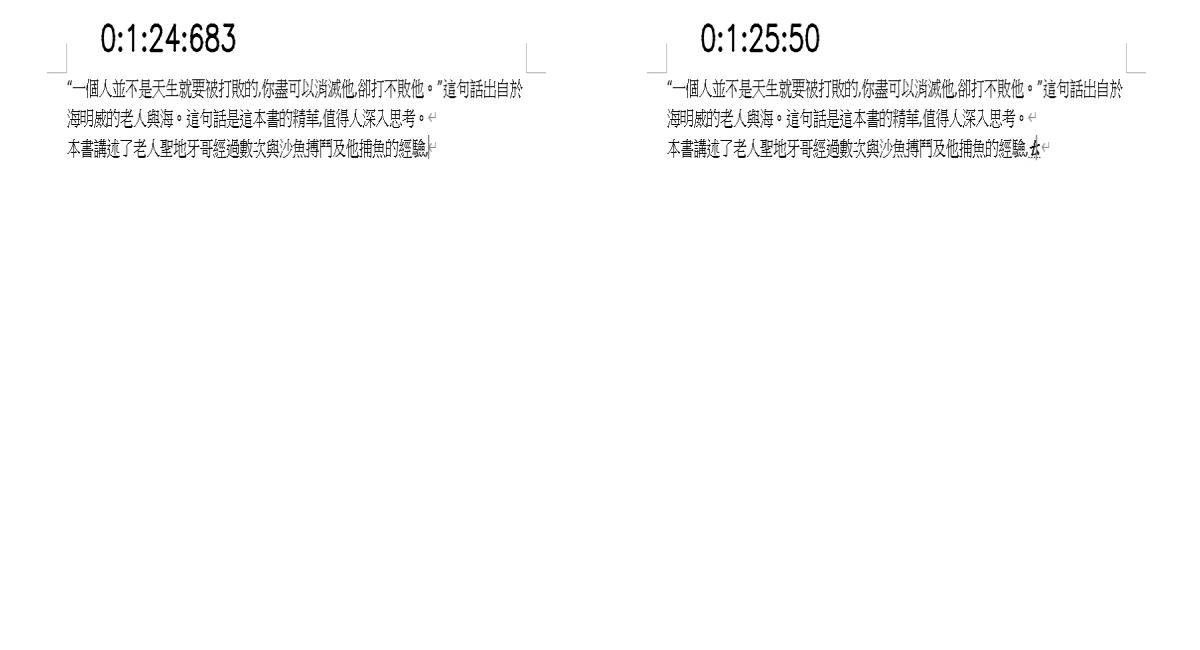 0:1:24:683
“一個人並不是天生就要被打敗的,你盡可以消滅他,卻打不敗他。”這句話出自於
海明威的老人與海。這句話是這本書的精華,值得人深入思考。
本書講述了老人聖地牙哥經過數次與沙魚搏鬥及他捕魚的經驗,
0:1:25:50
“一個人並不是天生就要被打敗的,你盡可以消滅他,卻打不敗他。”這句話出自於
海明威的老人與海。這句話是這本書的精華,值得人深入思考。
本書講述了老人聖地牙哥經過數次與沙魚搏鬥及他捕魚的經驗,